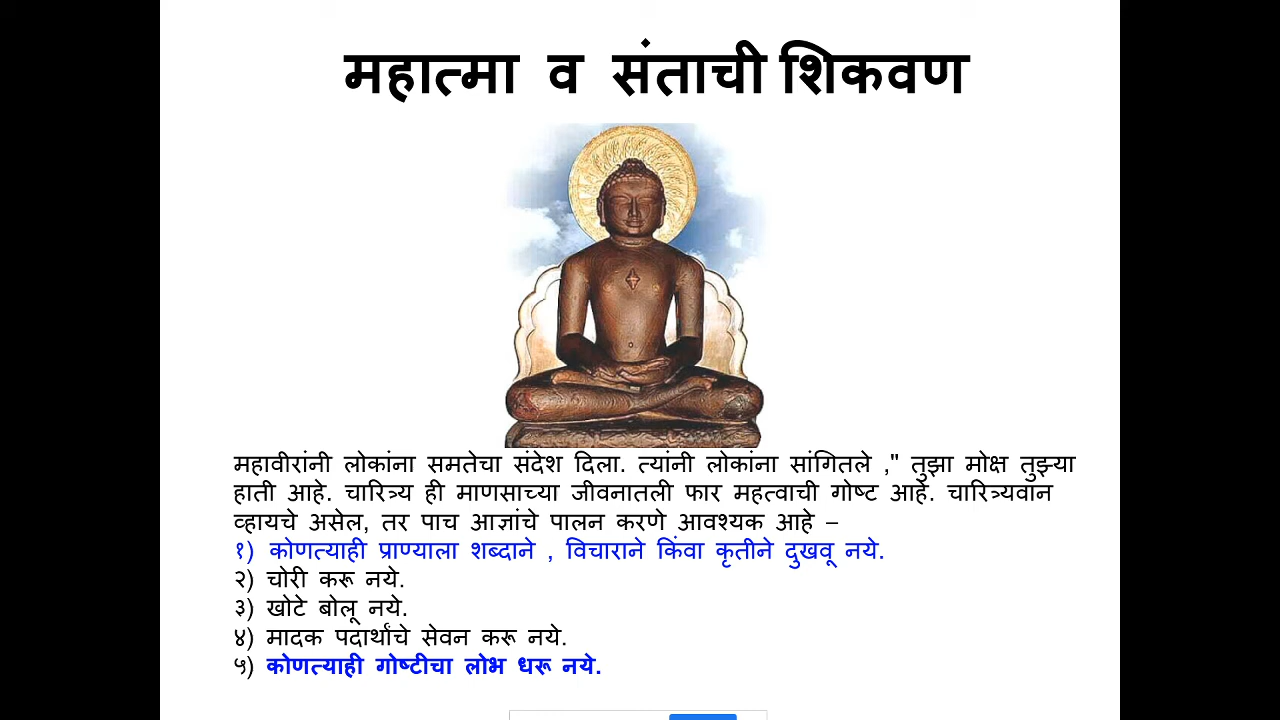 महात्मा व संताची शिकवण
महावीरांनी लोकांना समतेचा संदेश दिला. त्यांनी लोकांना सांगितले ," तुझा मोक्ष तुझ्या
हाती आहे. चारित्र्य ही माणसाच्या जीवनातली फार महत्वाची गोष्ट आहे. चारित्र्यवान
व्हायचे असेल, तर पाच आज्ञांचे पालन करणे आवश्यक आहे –
१) कोणत्याही प्राण्याला शब्दाने , विचाराने किंवा कृतीने दुखवू नये.
२) चोरी करू नये.
३) खोटे बोलू नये.
४) मादक पदार्थांचे सेवन करू नये.
५) कोणत्याही गोष्टीचा लोभ धरू नये.